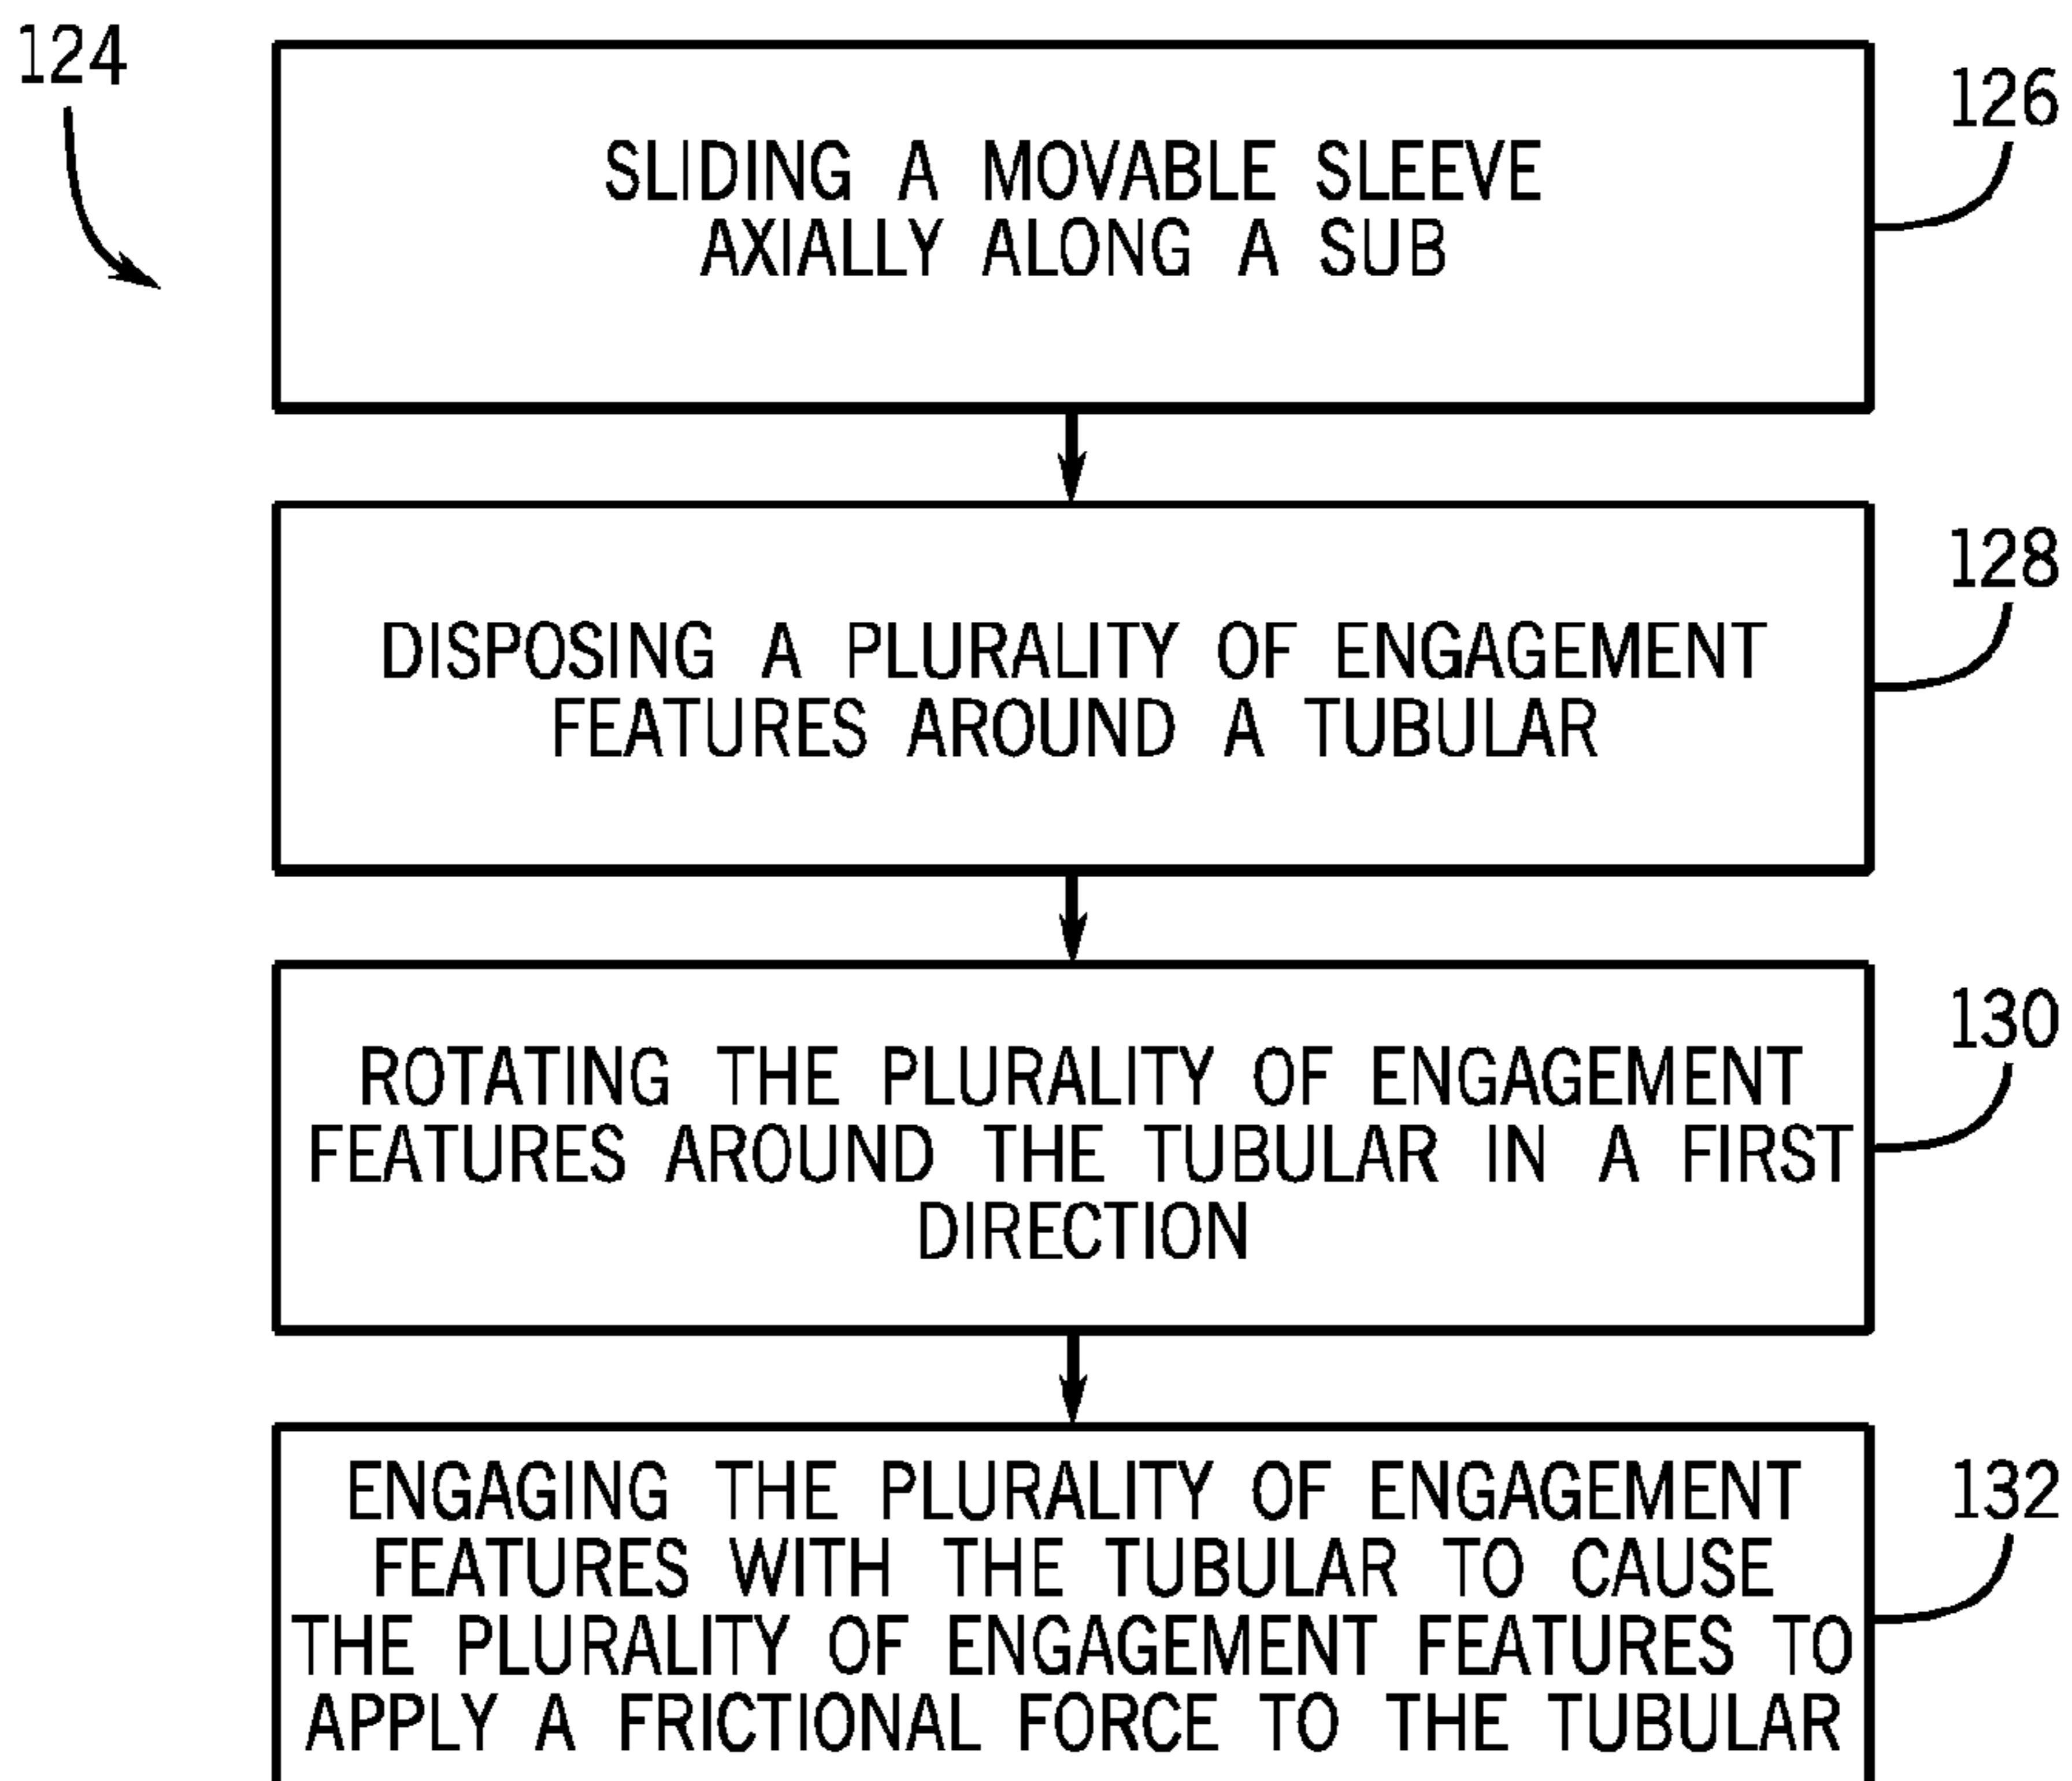 124
126
SLIDING A MOVABLE SLEEVE
AXIALLY ALONG A SUB
128
DISPOSING A PLURALITY OF ENGAGEMENT
FEATURES AROUND A TUBULAR
130
ROTATING THE PLURALITY OF ENGAGEMENT
FEATURES AROUND THE TUBULAR IN A FIRST
DIRECTION
132
ENGAGING THE PLURALITY OF ENGAGEMENT
FEATURES WITH THE TUBULAR TO CAUSE
THE PLURALITY OF ENGAGEMENT FEATURES TO
APPLY A FRICTIONAL FORCE TO THE TUBULAR